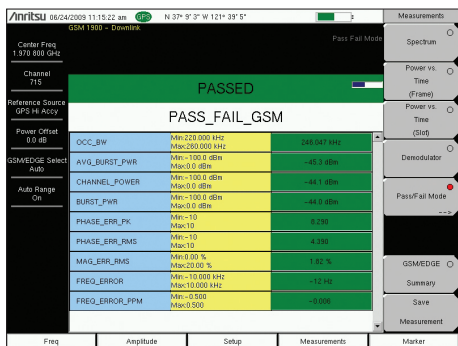 Anritsu 06/24/2009 11:15:22 am GPS N 37° 9' 3" W 121° 39' 5"
Measurements
GSM 1900 - Downlink
Pass Fail Mode
Center Freq
1.970 800 GHz
Channel
715
Reference Source
GPS Hi Accy
Power Offset
0.0 dB
GSM/EDGE Select
Auto
Auto Range
On
PASSED
PASS_FAIL_GSM
OCC_BW Min:220.000 kHz Max:260.000 kHz 246.047 kHz
AVG_BURST_PWR Min:-100.0 dBm Max:0.0 dBm -45.3 dBm
CHANNEL_POWER Min:-100.0 dBm Max:0.0 dBm -44.1 dBm
BURST_PWR Min:-100.0 dBm Max:0.0 dBm -44.0 dBm
PHASE_ERR_PK Min:-10 Max:10 8.290
PHASE_ERR_RMS Min:-10 Max:10 4.390
MAG_ERR_RMS Min:0.00 % Max:20.00 % 1.82 %
FREQ_ERROR Min:-10.000 kHz Max:10.000 kHz -12 Hz
FREQ_ERROR_PPM Min:-0.500 Max:0.500 -0.006
Spectrum
Power vs.
Time
(Frame)
Power vs.
Time
(Slot)
Demodulator
Pass/Fail Mode
-->
GSM/EDGE
Summary
Save
Measurement
Freq Amplitude Setup Measurements Marker